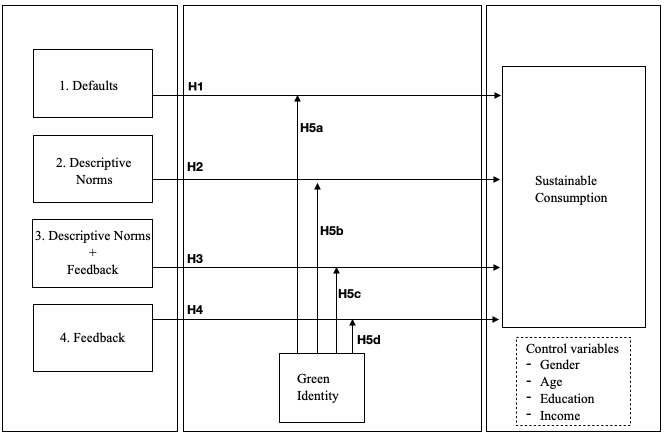 1. Defaults
2. Descriptive
Norms
3. Descriptive Norms
+
Feedback
4. Feedback
H1
H5a
H2
H5b
H3
H5c
H4
H5d
Green
Identity
Sustainable
Consumption
Control variables
- Gender
- Age
- Education
- Income